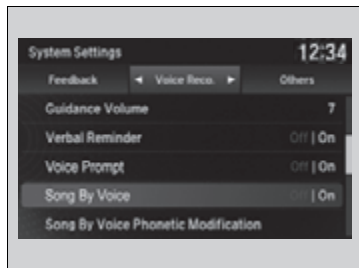 System Settings 12:34
Feedback ◄ Voice Reco. ► Others
Guidance Volume 7
Verbal Reminder Off | On
Voice Prompt Off | On
Song By Voice Off | On
Song By Voice Phonetic Modification